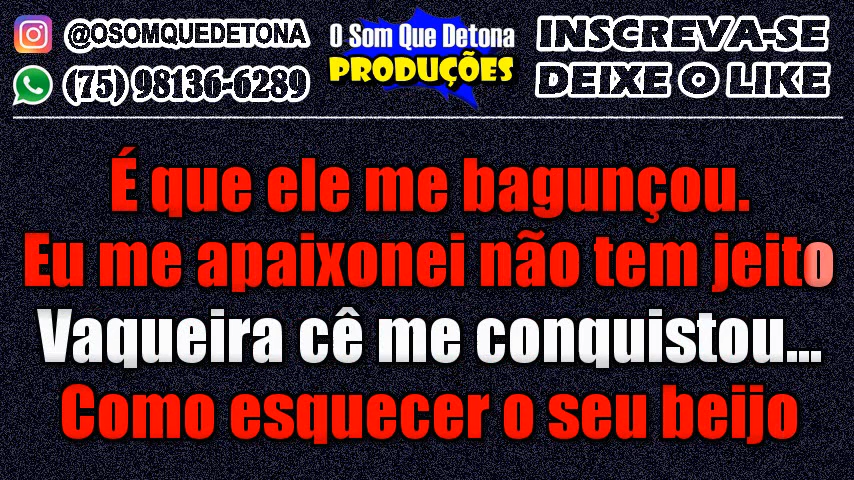 @OSOMQUEDETONA
(75) 98136-6289
O Som Que Detona
PRODUÇÕES
INSCREVA-SE
DEIXE O LIKE
É que ele me bagunçou.
Eu me apaixonei não tem jeito
Vaqueira cê me conquistou...
Como esquecer o seu beijo